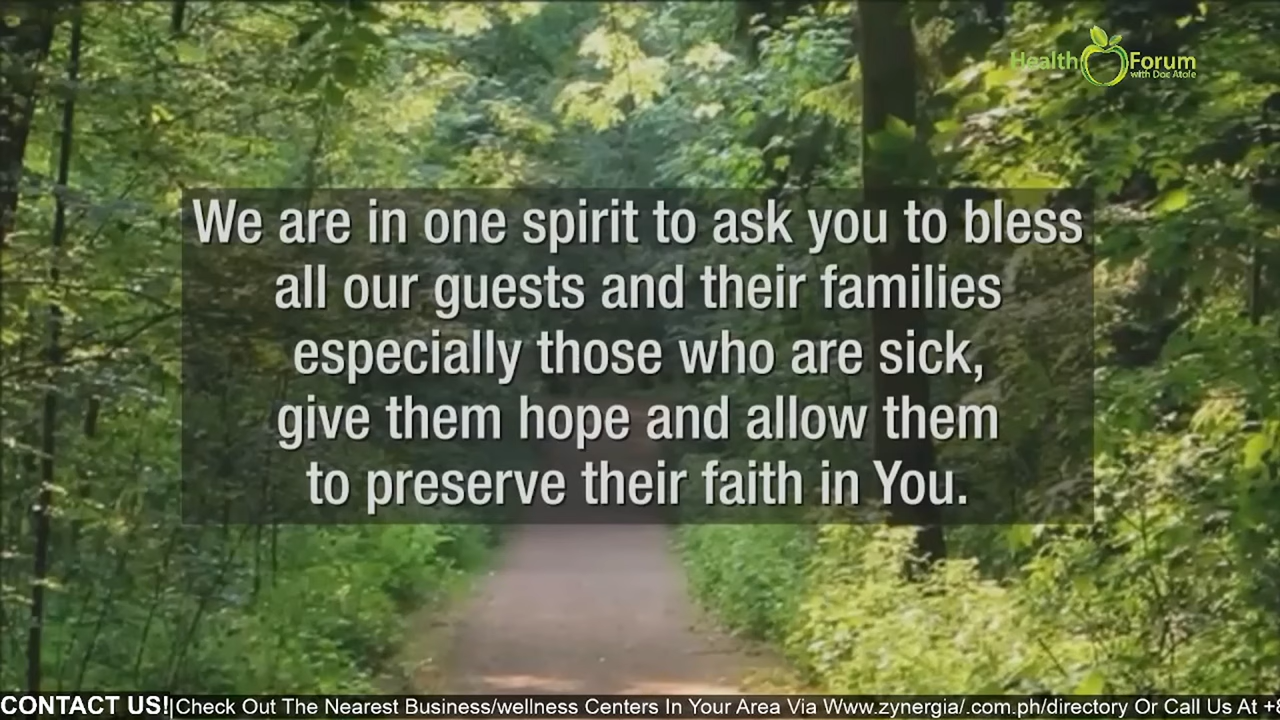 Health Forum
with Doc Atole
We are in one spirit to ask you to bless
all our guests and their families
especially those who are sick,
give them hope and allow them
to preserve their faith in You.
CONTACT US!|Check Out The Nearest Business/wellness Centers In Your Area Via Www.zynergia/.com.ph/directory Or Call Us At +